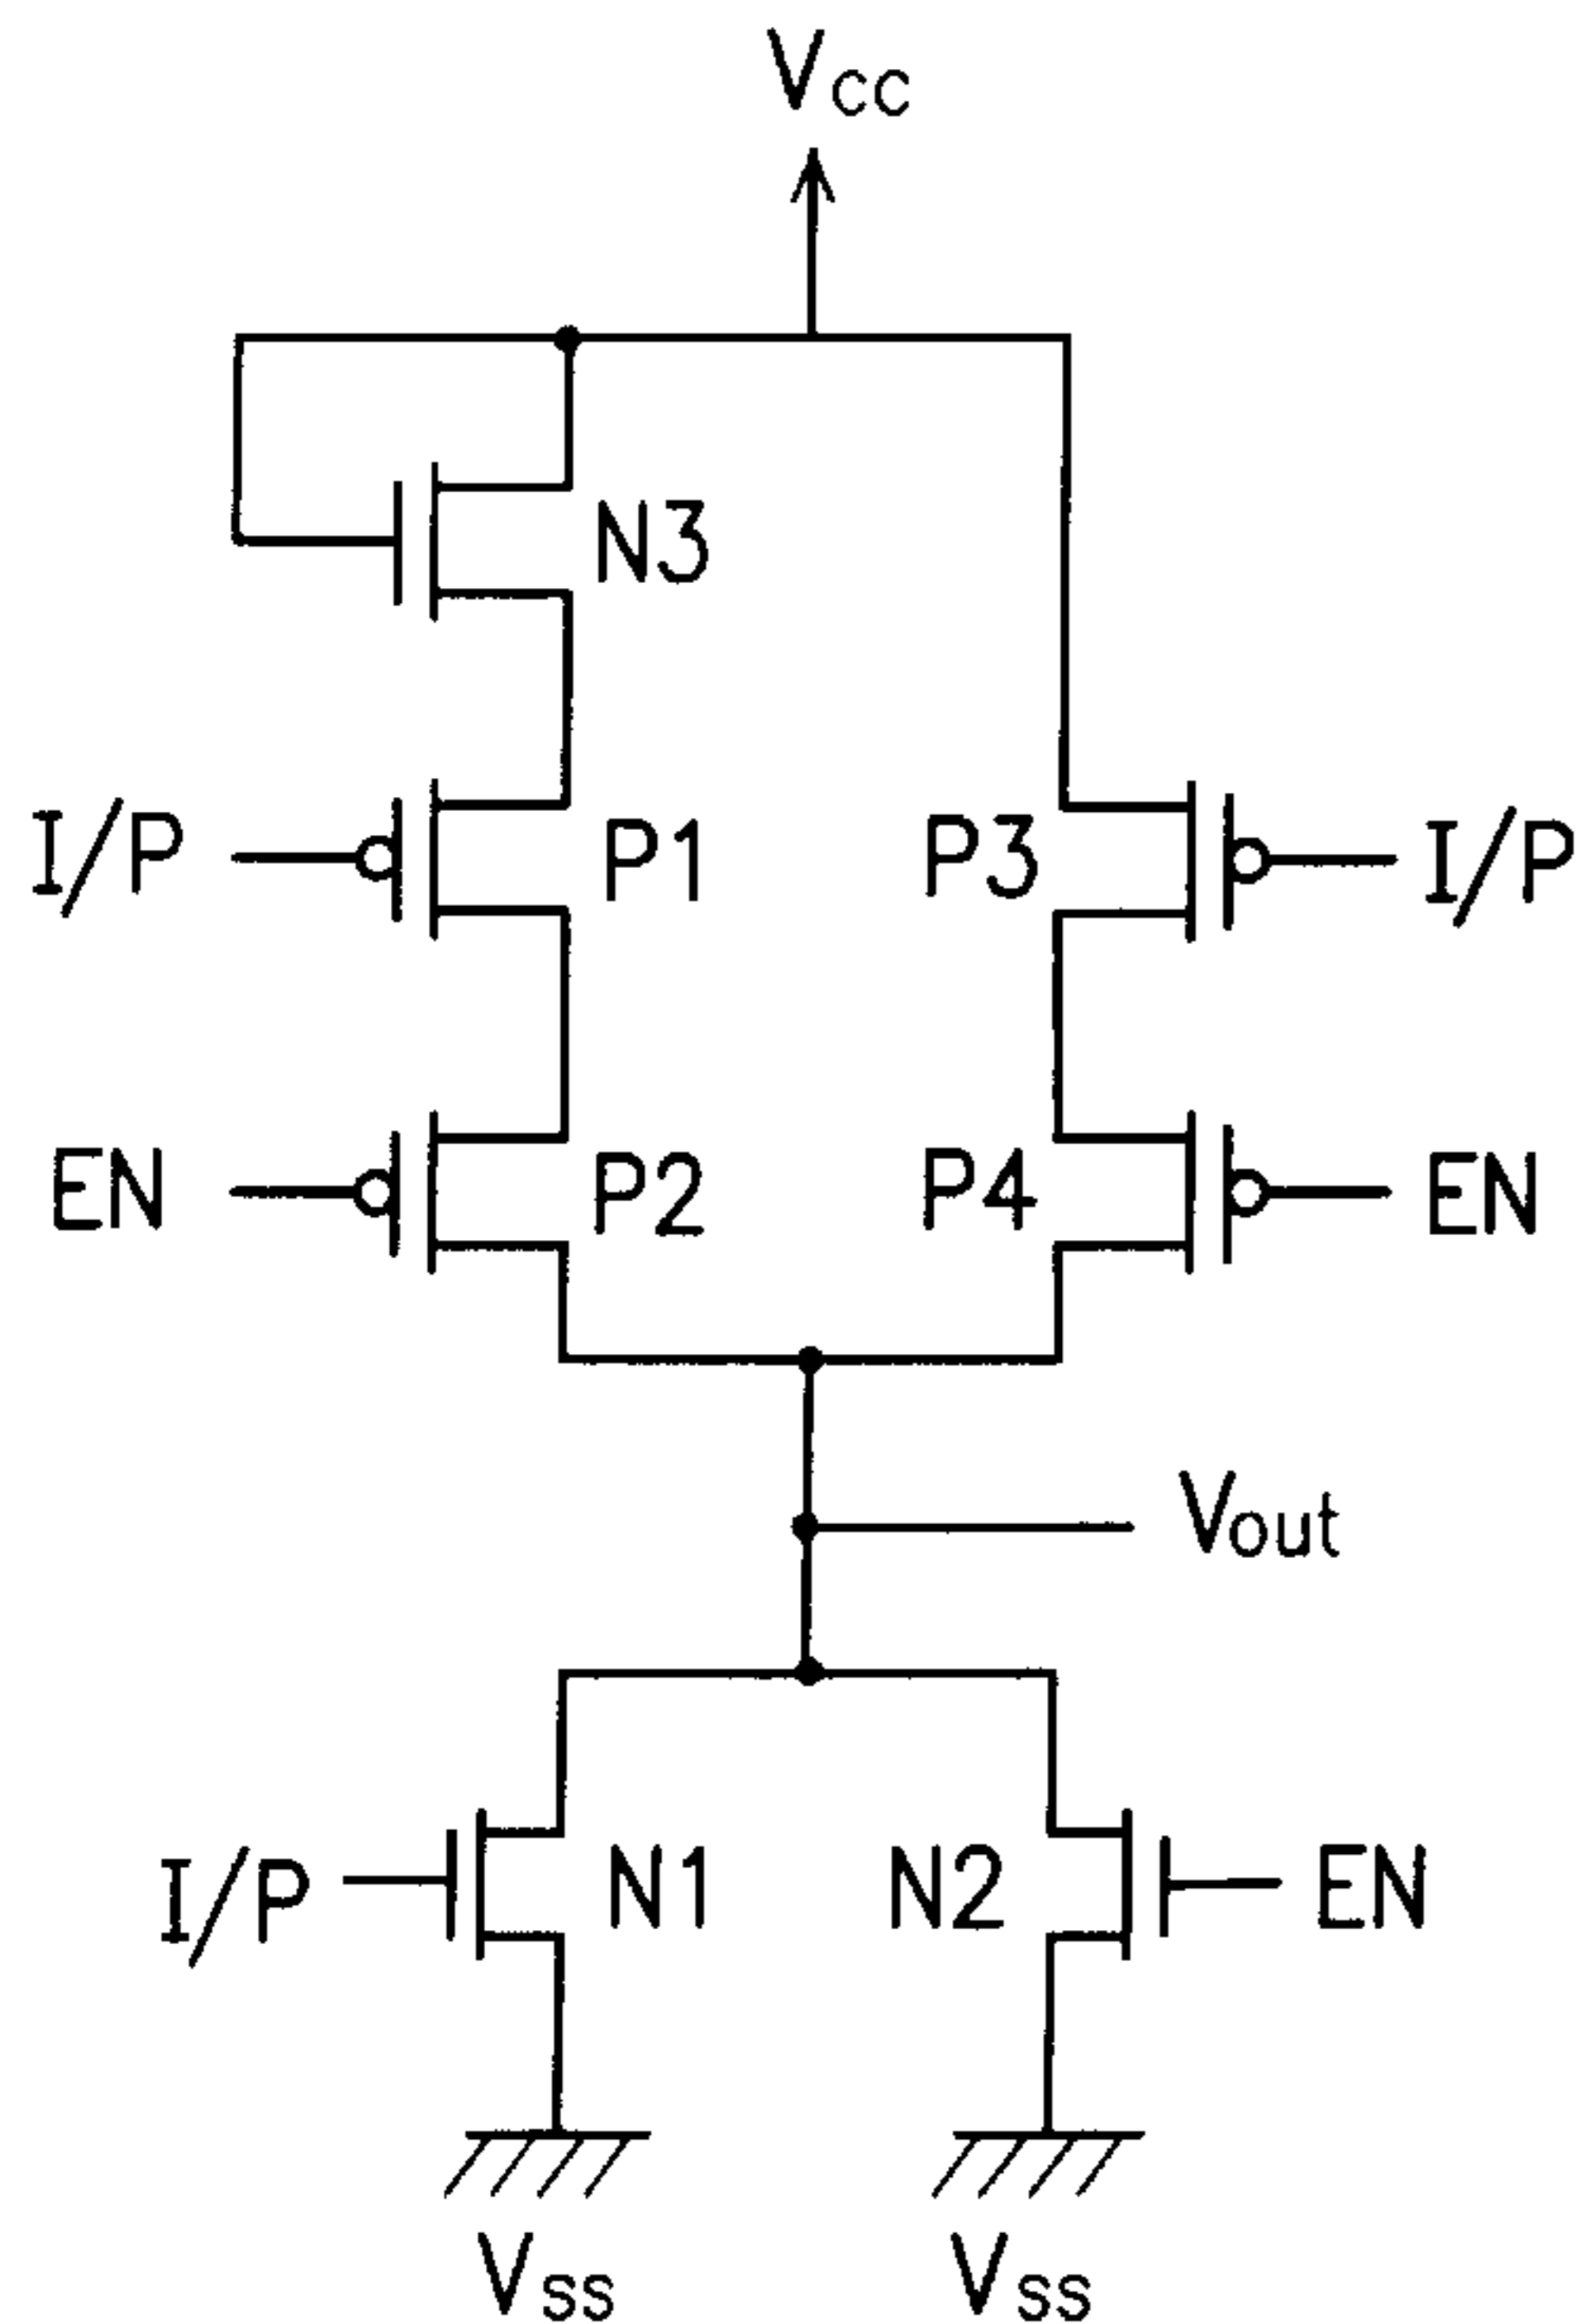 Vcc
N3
I/P P1 P3 I/P
EN P2 P4 EN
Vout
I/P N1 N2 EN
Vss Vss